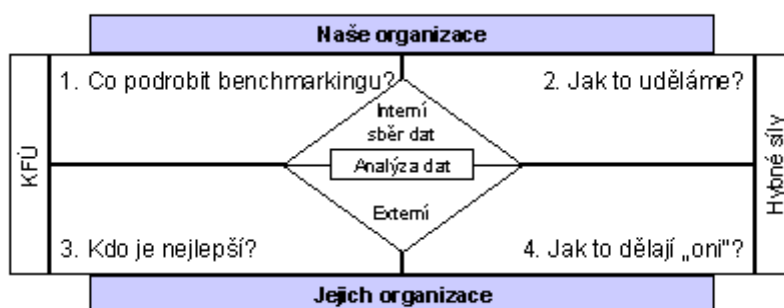 Naše organizace
1. Co podrobit benchmarkingu?
2. Jak to uděláme?
Interní
sběr dat
KFÚ
Analýza dat
Hybné síly
Externí
3. Kdo je nejlepší?
4. Jak to dělají „oni"?
Jejich organizace